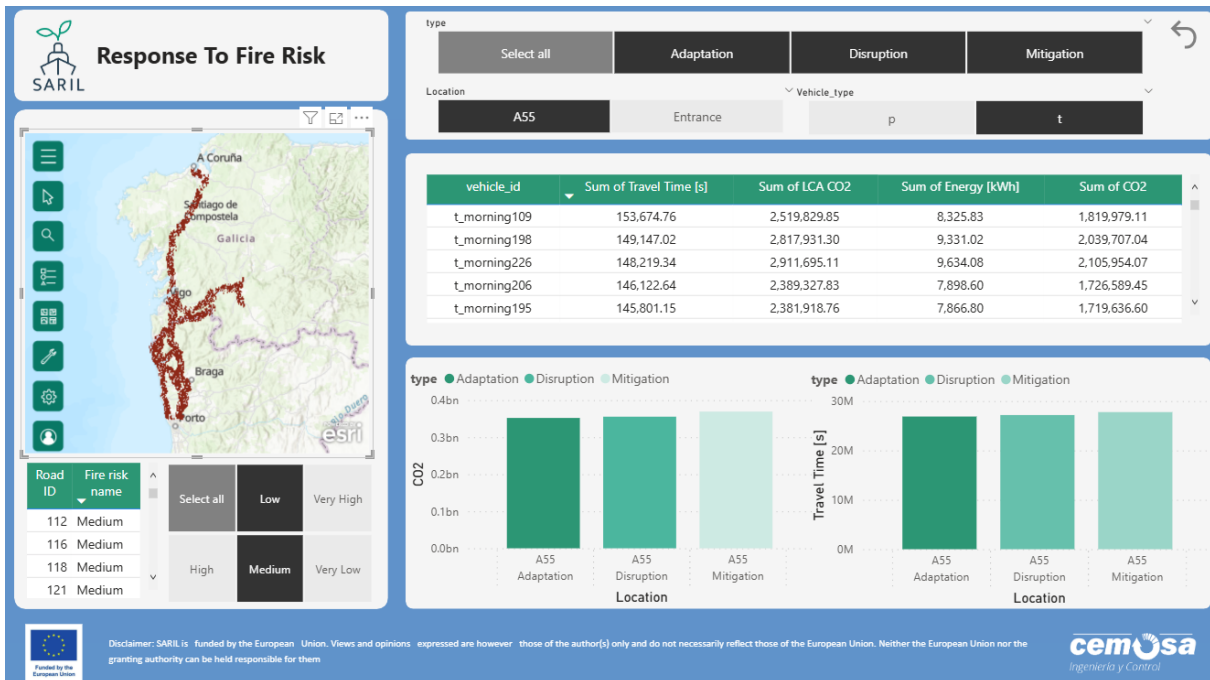 SARIL
Response To Fire Risk
type
Select all
Adaptation
Disruption
Mitigation
Location
A55
Entrance
Vehicle_type
p
t
A Coruña
Santiago de
Compostela
Galicia
Vigo
Braga
Porto
Duero
esri
vehicle_id Sum of Travel Time [s] Sum of LCA CO2 Sum of Energy [kWh] Sum of CO2
t_morning109 153,674.76 2,519,829.85 8,325.83 1,819,979.11
t_morning198 149,147.02 2,817,931.30 9,331.02 2,039,707.04
t_morning226 148,219.34 2,911,695.11 9,634.08 2,105,954.07
t_morning206 146,122.64 2,389,327.83 7,898.60 1,726,589.45
t_morning195 145,801.15 2,381,918.76 7,866.80 1,719,636.60
Road
ID
Fire risk
name
112 Medium
116 Medium
118 Medium
121 Medium
Select all
Low
Very High
High
Medium
Very Low
type Adaptation Disruption Mitigation
0.4bn
0.3bn
0.2bn
0.1bn
0.0bn
CO2
A55 A55 A55
Adaptation Disruption Mitigation
Location
type Adaptation Disruption Mitigation
30M
20M
10M
0M
Travel Time [s]
A55 A55 A55
Adaptation Disruption Mitigation
Location
Funded by the
European Union
Disclaimer: SARIL is funded by the European Union. Views and opinions expressed are however those of the author(s) only and do not necessarily reflect those of the European Union. Neither the European Union nor the
granting authority can be held responsible for them
cemosa
Ingeniería y Control